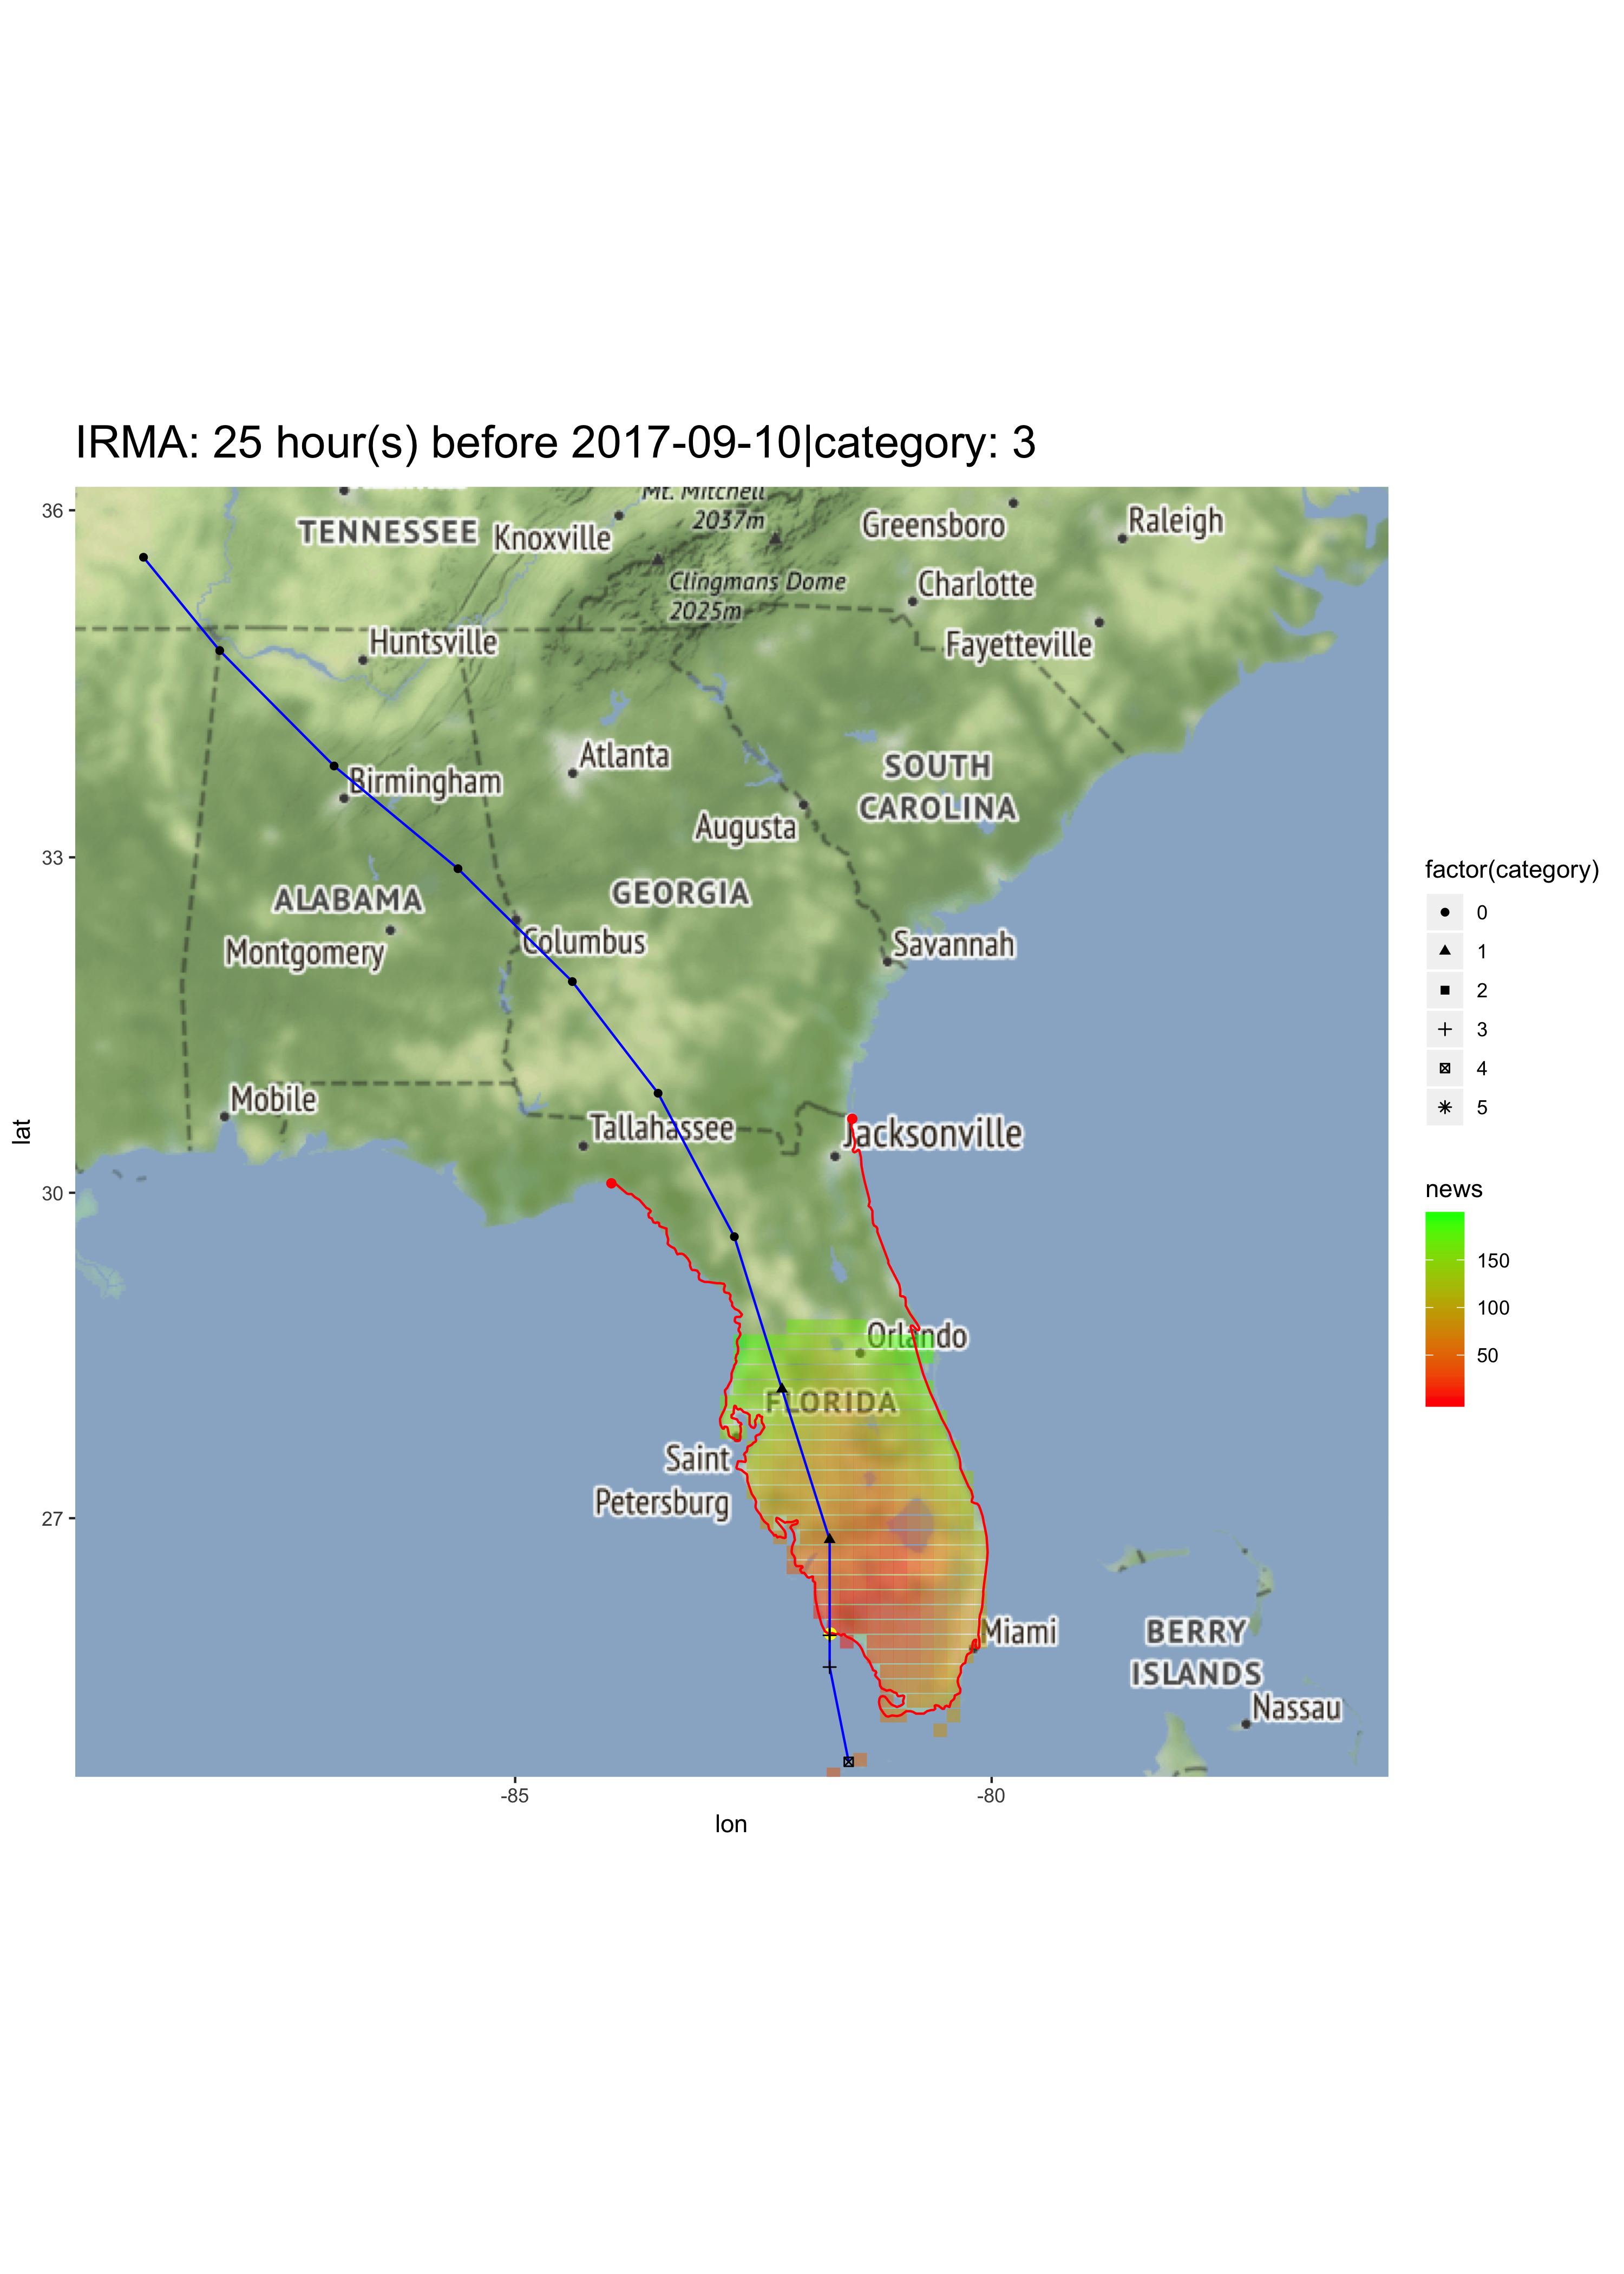 IRMA: 25 hour(s) before 2017-09-10|category: 3
Mt. Mitchell
2037m
TENNESSEE
Knoxville
Greensboro
Raleigh
Clingmans Dome
2025m
Charlotte
Huntsville
Fayetteville
Atlanta
Birmingham
SOUTH
CAROLINA
Augusta
ALABAMA
GEORGIA
Montgomery
Columbus
Savannah
Mobile
Tallahassee
Jacksonville
Orlando
FLORIDA
Saint
Petersburg
Miami
BERRY
ISLANDS
Nassau
36
33
30
27
lat
-85
-80
lon
factor(category)
0
1
2
3
4
5
news
150
100
50